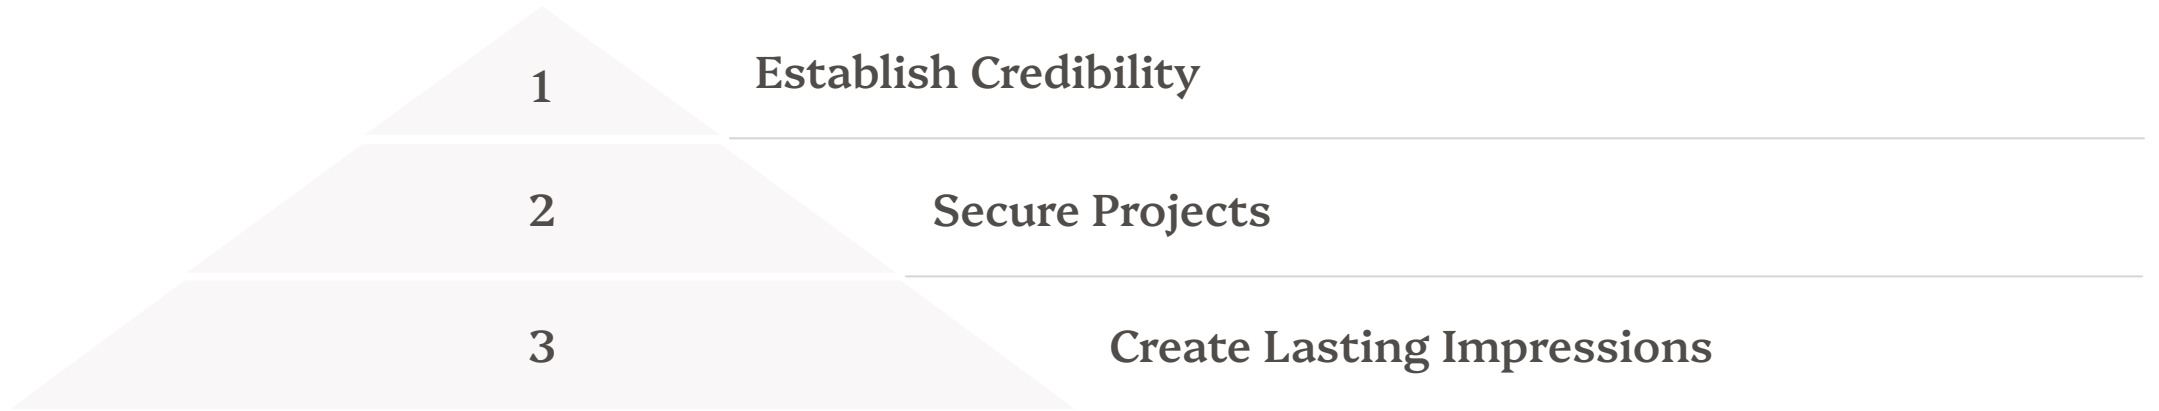 1
Establish Credibility
2
Secure Projects
3
Create Lasting Impressions